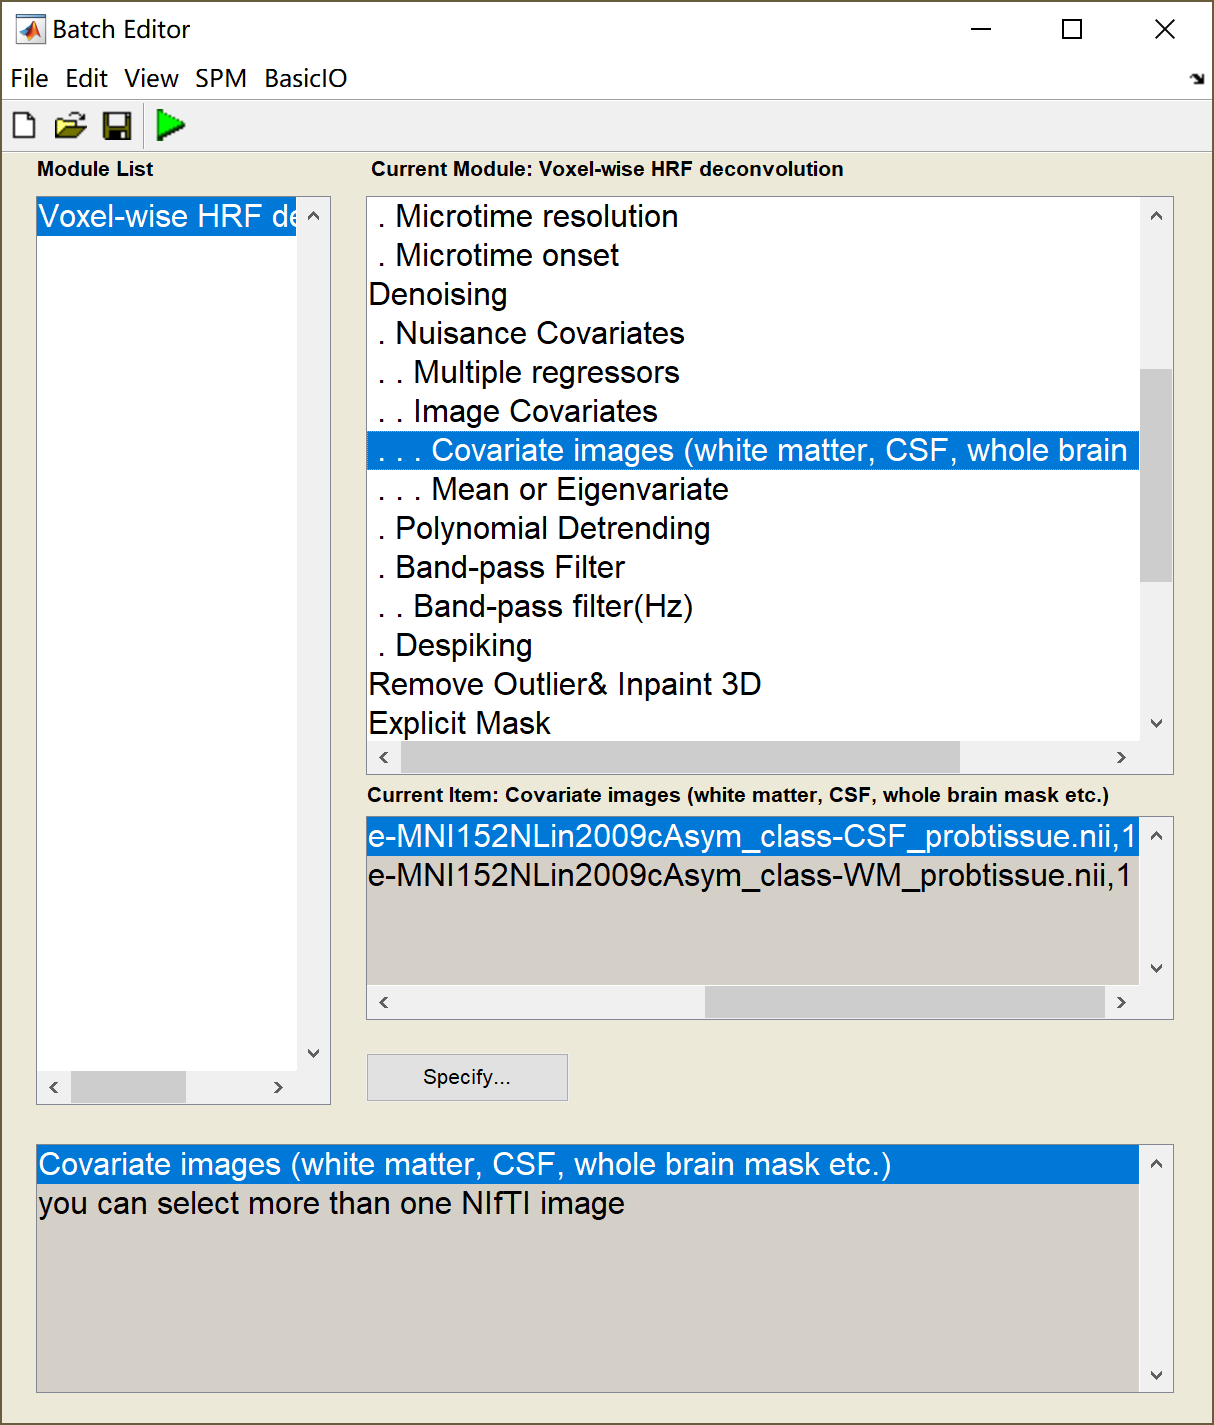 Batch Editor
File Edit View SPM BasicIO
Module List
Voxel-wise HRF de
Current Module: Voxel-wise HRF deconvolution
. Microtime resolution
. Microtime onset
Denoising
. Nuisance Covariates
. . Multiple regressors
. . Image Covariates
. . . Covariate images (white matter, CSF, whole brain
. . . Mean or Eigenvariate
. Polynomial Detrending
. Band-pass Filter
. . Band-pass filter(Hz)
. Despiking
Remove Outlier& Inpaint 3D
Explicit Mask
Current Item: Covariate images (white matter, CSF, whole brain mask etc.)
e-MNI152NLin2009cAsym_class-CSF_probtissue.nii,1
e-MNI152NLin2009cAsym_class-WM_probtissue.nii,1
Specify...
Covariate images (white matter, CSF, whole brain mask etc.)
you can select more than one NIfTI image